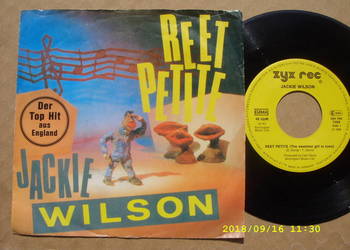 REET
PETITE
Der
Top Hit
aus
England
JACKIE
WILSON
zyx rec
JACKIE WILSON
REET PETITE (The sweetest girl in town)
2018/09/16 11:30